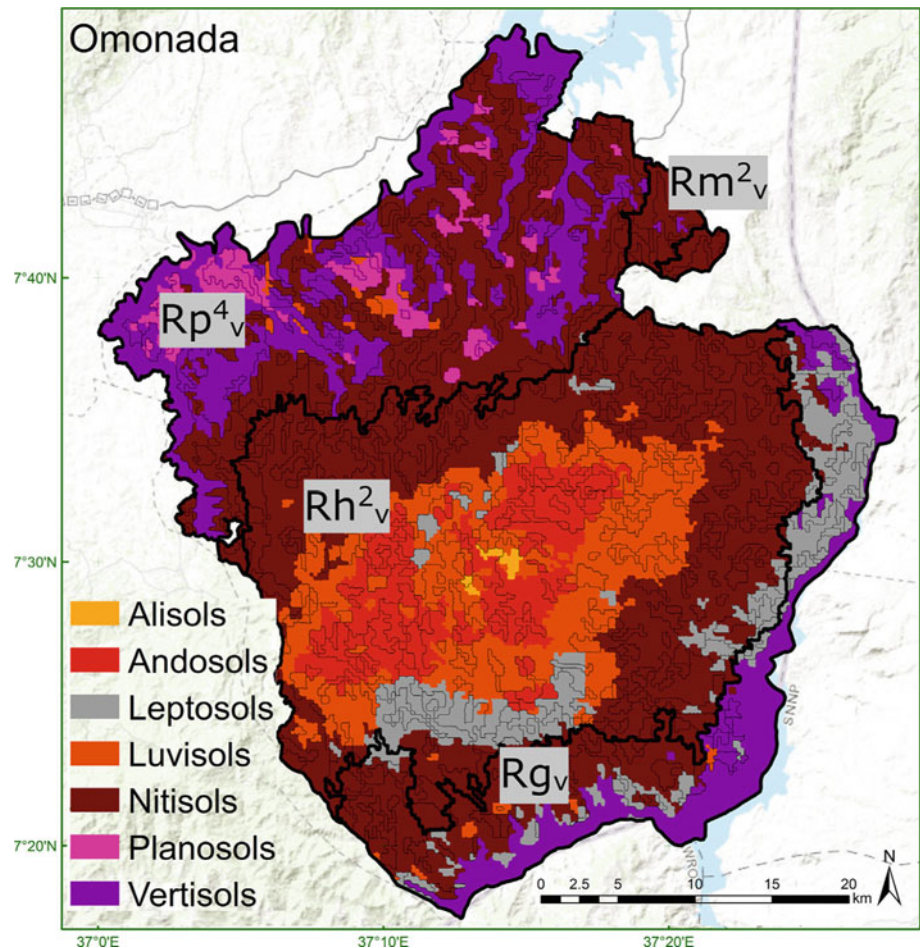 Omonada
Rm²ᵥ
7°40'N
Rp⁴ᵥ
Rh²ᵥ
7°30'N
Alisols
Andosols
Leptosols
Luvisols
Nitisols
Planosols
Vertisols
Rgᵥ
SNNP
7°20'N
N
0 2.5 5 10 15 20
km
37°0'E 37°10'E 37°20'E